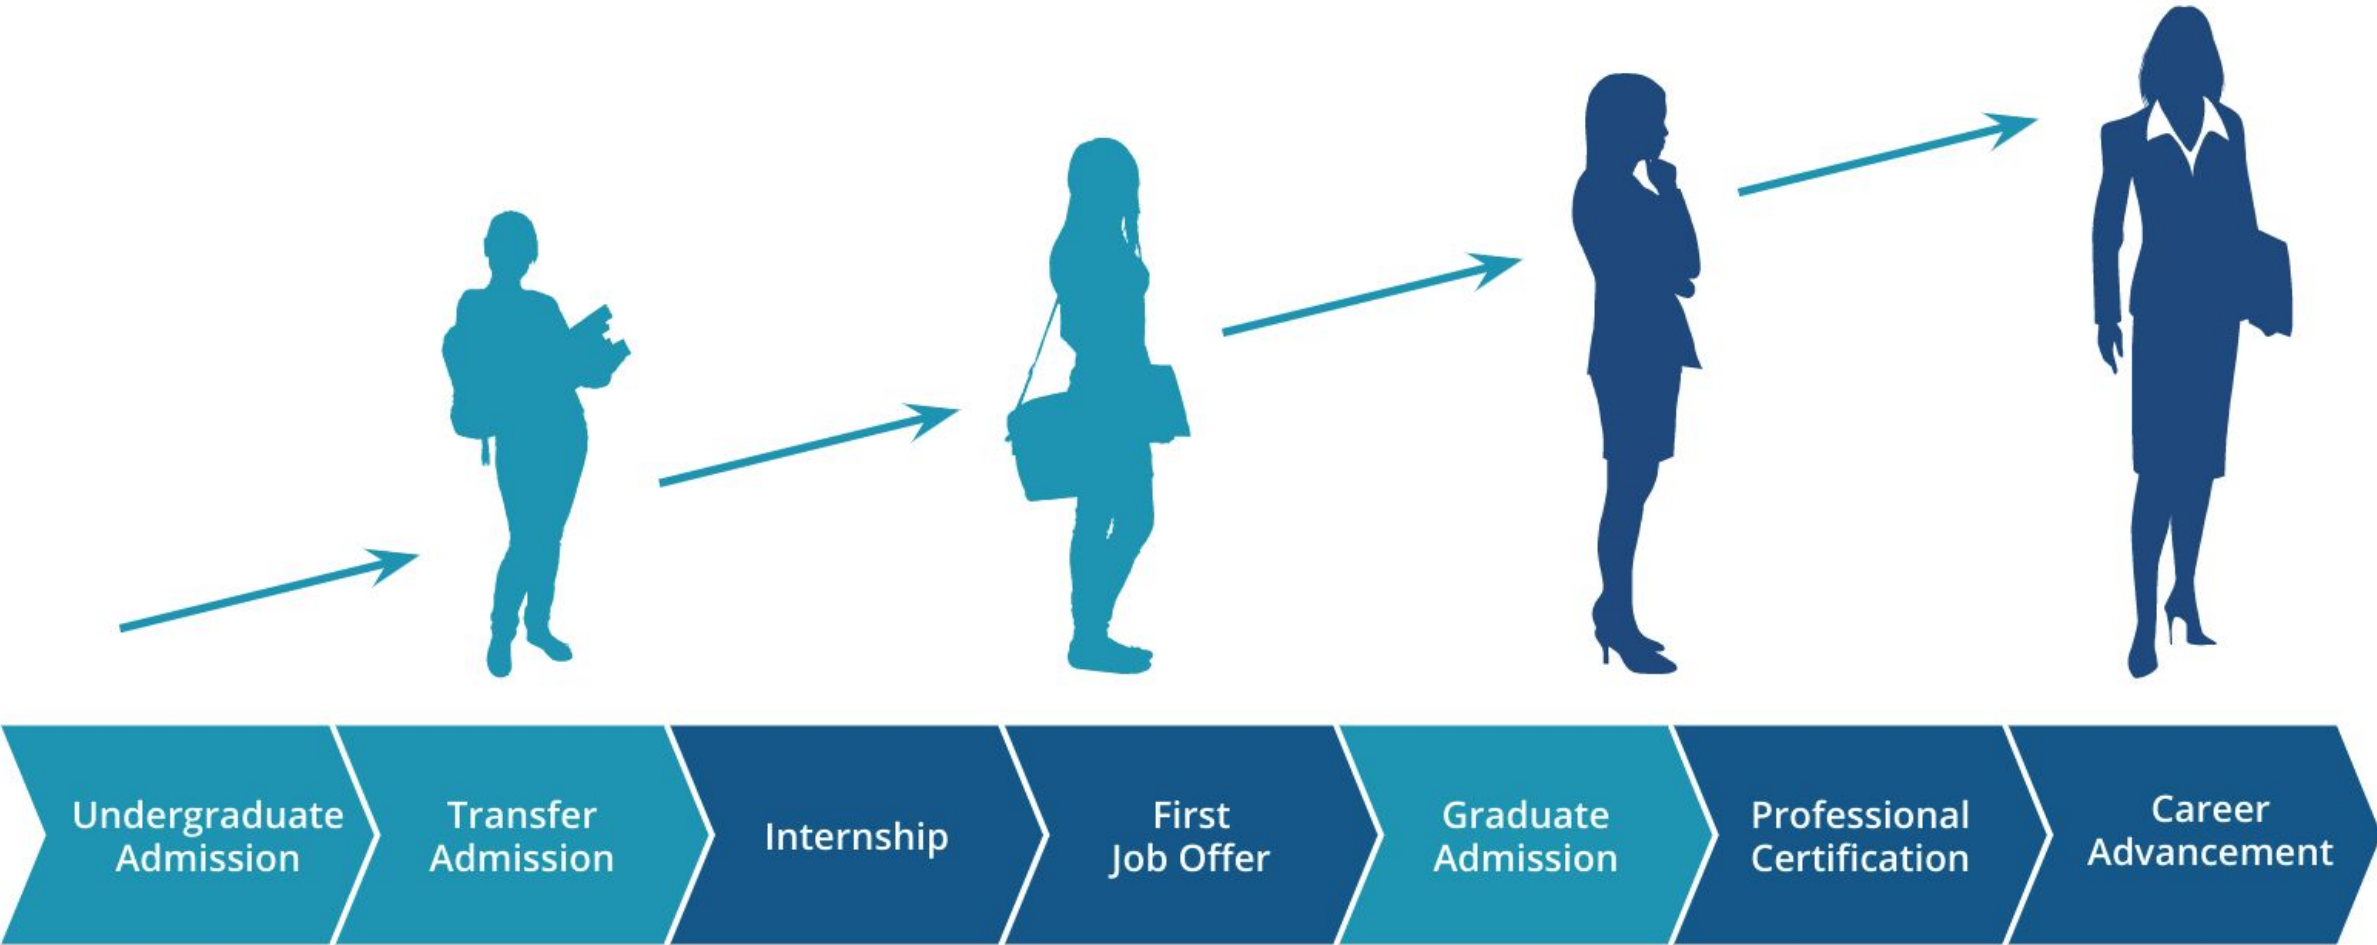 Undergraduate
Admission
Transfer
Admission
Internship
First
Job Offer
Graduate
Admission
Professional
Certification
Career
Advancement